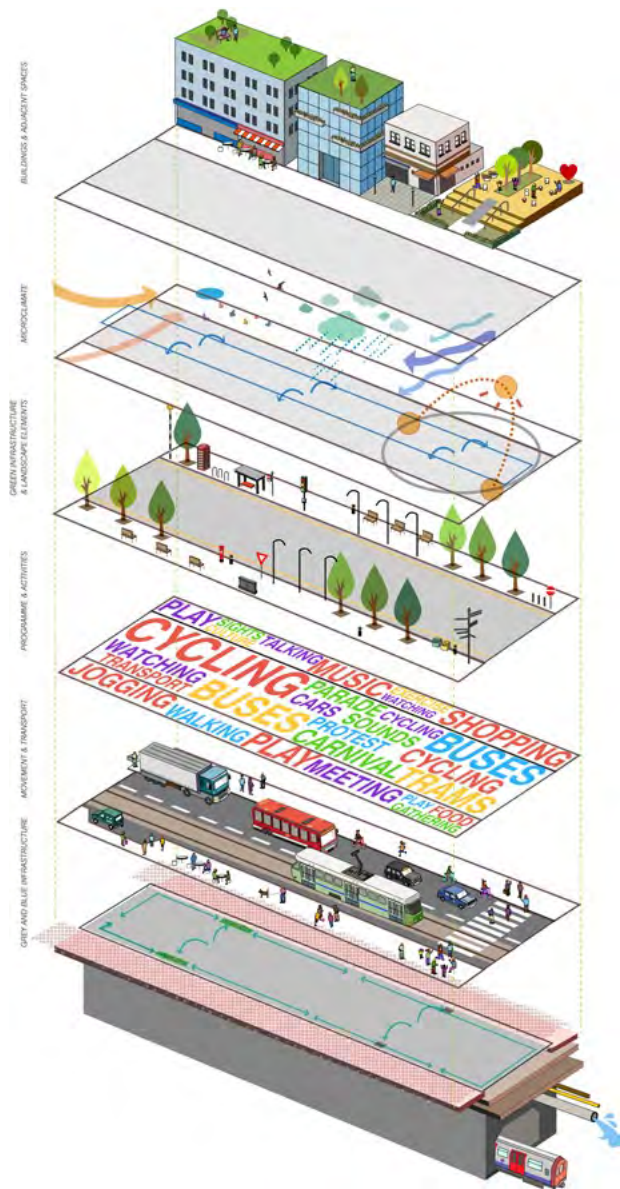 BUILDINGS & ADJACENT SPACES
MICROCLIMATE
GREEN INFRASTRUCTURE
& LANDSCAPE ELEMENTS
PROGRAMME & ACTIVITIES
MOVEMENT & TRANSPORT
GREY AND BLUE INFRASTRUCTURE
PLAY
SIGHTS
CULTURE
TALKING
MUSIC
EXERCISE
WATCHING
SHOPPING
CYCLING
WATCHING
TRANSPORT
PARADE
CYCLING
BUSES
CARS
SOUNDS
JOGGING
BUSES
PROTEST
CYCLING
WALKING
CARNIVAL
TRAMS
PLAY
MEETING
PLAY
FOOD
GATHERING